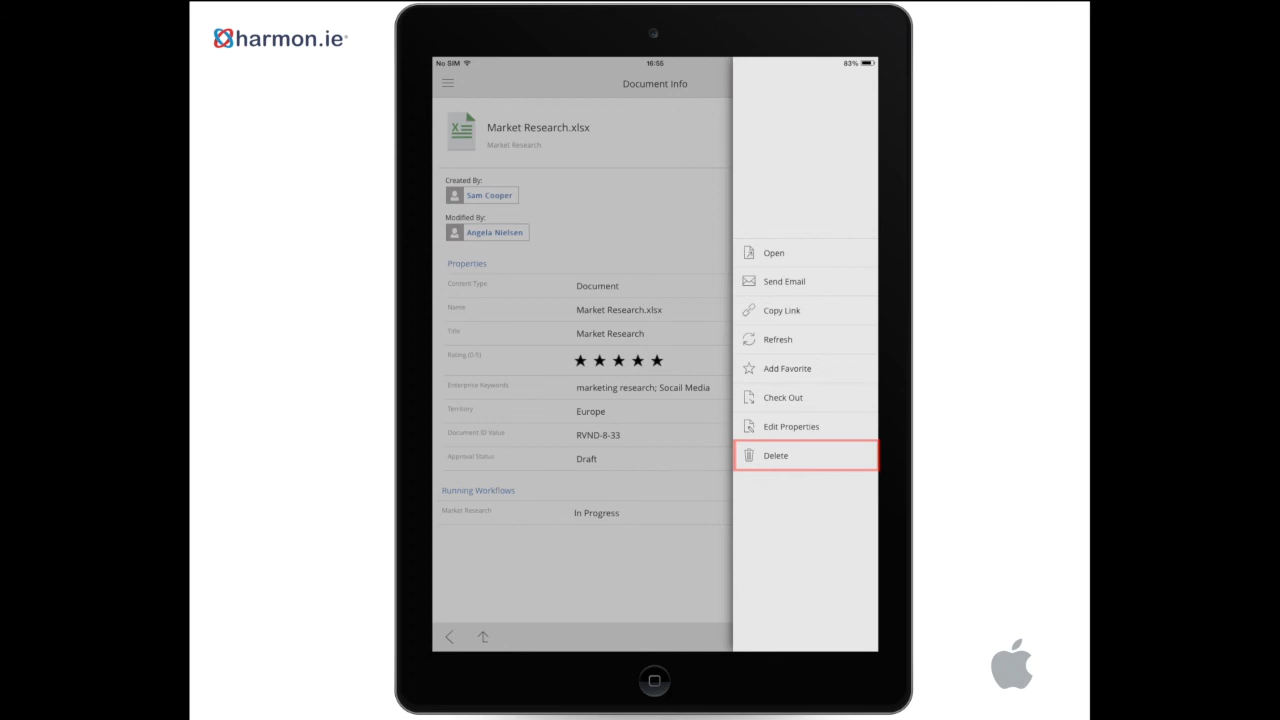 harmon.ie
No SIM 16:55 83%
Document Info
Market Research.xlsx
Market Research
Created By:
Sam Cooper
Modified By:
Angela Nielsen
Properties
Content Type Document
Name Market Research.xlsx
Title Market Research
Rating (0-5) ★ ★ ★ ★ ★
Enterprise Keywords marketing research; Socail Media
Territory Europe
Document ID Value RVND-8-33
Approval Status Draft
Running Workflows
Market Research In Progress
Open
Send Email
Copy Link
Refresh
Add Favorite
Check Out
Edit Properties
Delete